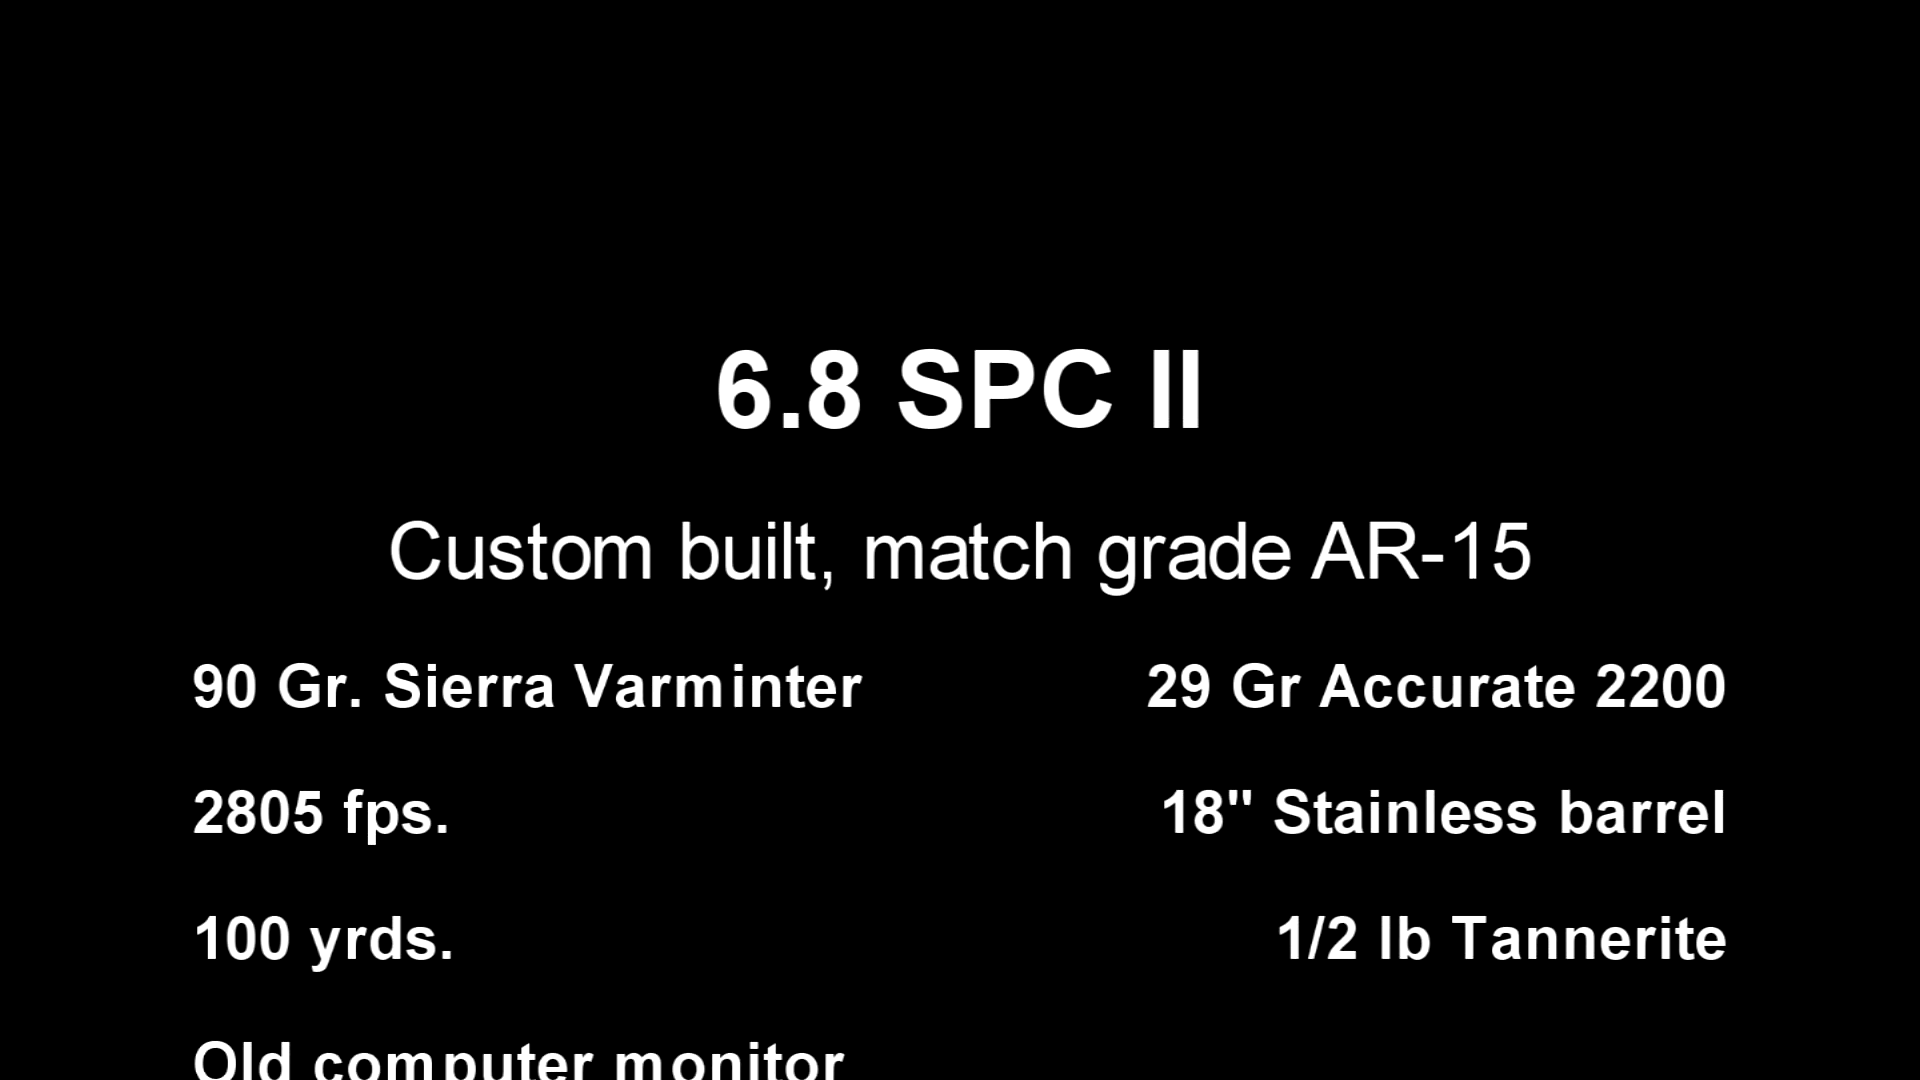 6.8 SPC II
Custom built, match grade AR-15
90 Gr. Sierra Varminter 29 Gr Accurate 2200
2805 fps. 18" Stainless barrel
100 yrds. 1/2 lb Tannerite
Old computer monitor